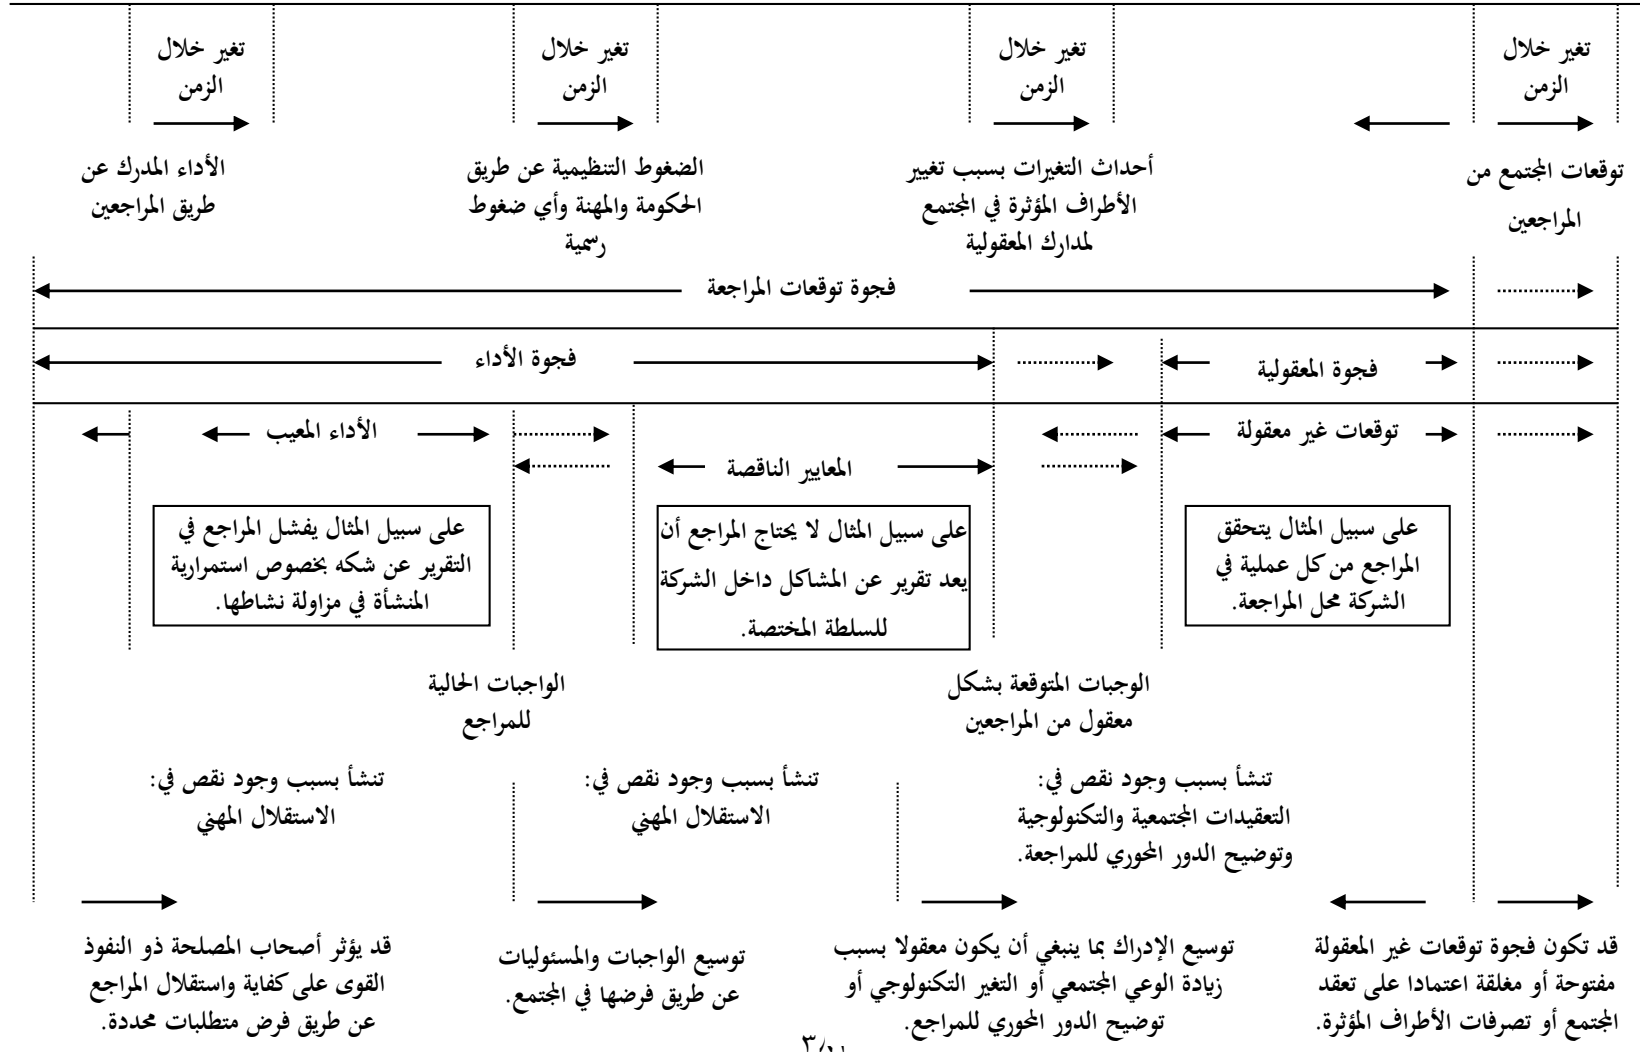 تغير خلال
الزمن
تغير خلال
الزمن
تغير خلال
الزمن
تغير خلال
الزمن
توقعات المجتمع من
المراجعين
أحداث التغيرات بسبب تغيير
الأطراف المؤثرة في المجتمع
لمدارك المعقولية
الضغوط التنظيمية عن طريق
الحكومة والمهنة وأي ضغوط
رسمية
الأداء المدرك عن
طريق المراجعين
فجوة توقعات المراجعة
فجوة المعقولية
فجوة الأداء
توقعات غير معقولة
المعايير الناقصة
الأداء المعيب
على سبيل المثال يتحقق
المراجع من كل عملية في
الشركة محل المراجعة.
على سبيل المثال لا يحتاج المراجع أن
يعد تقرير عن المشاكل داخل الشركة
للسلطة المختصة.
على سبيل المثال يفشل المراجع في
التقرير عن شكه بخصوص استمرارية
المنشأة في مزاولة نشاطها.
الوجبات المتوقعة بشكل
معقول من المراجعين
الواجبات الحالية
للمراجع
تنشأ بسبب وجود نقص في:
التعقيدات المجتمعية والتكنولوجية
وتوضيح الدور المحوري للمراجعة.
تنشأ بسبب وجود نقص في:
الاستقلال المهني
تنشأ بسبب وجود نقص في:
الاستقلال المهني
قد تكون فجوة توقعات غير المعقولة
مفتوحة أو مغلقة اعتمادا على تعقد
المجتمع أو تصرفات الأطراف المؤثرة.
توسيع الإدراك بما ينبغي أن يكون معقولا بسبب
زيادة الوعي المجتمعي أو التغير التكنولوجي أو
توضيح الدور المحوري للمراجع.
توسيع الواجبات والمسئوليات
عن طريق فرضها في المجتمع.
قد يؤثر أصحاب المصلحة ذو النفوذ
القوى على كفاية واستقلال المراجع
عن طريق فرض متطلبات محددة.